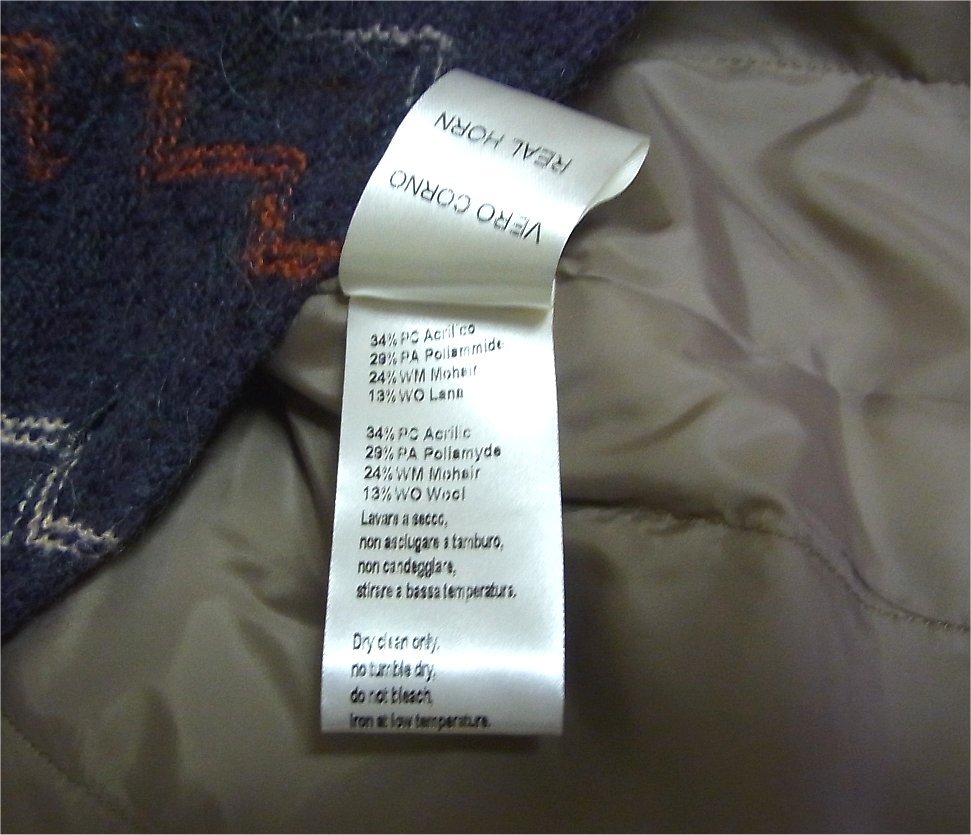 REAL HORN
VERO CORNO
34% PC Acrilico
29% PA Poliammide
24% WM Mohair
13% WO Lana
34% PC Acrilic
29% PA Poliamyde
24% WM Mohair
13% WO Wool
Lavare a secco,
non asciugare a tamburo,
non candeggiare,
stirare a bassa temperatura.
Dry clean only,
no tumble dry,
do not bleach,
Iron at low temperature.